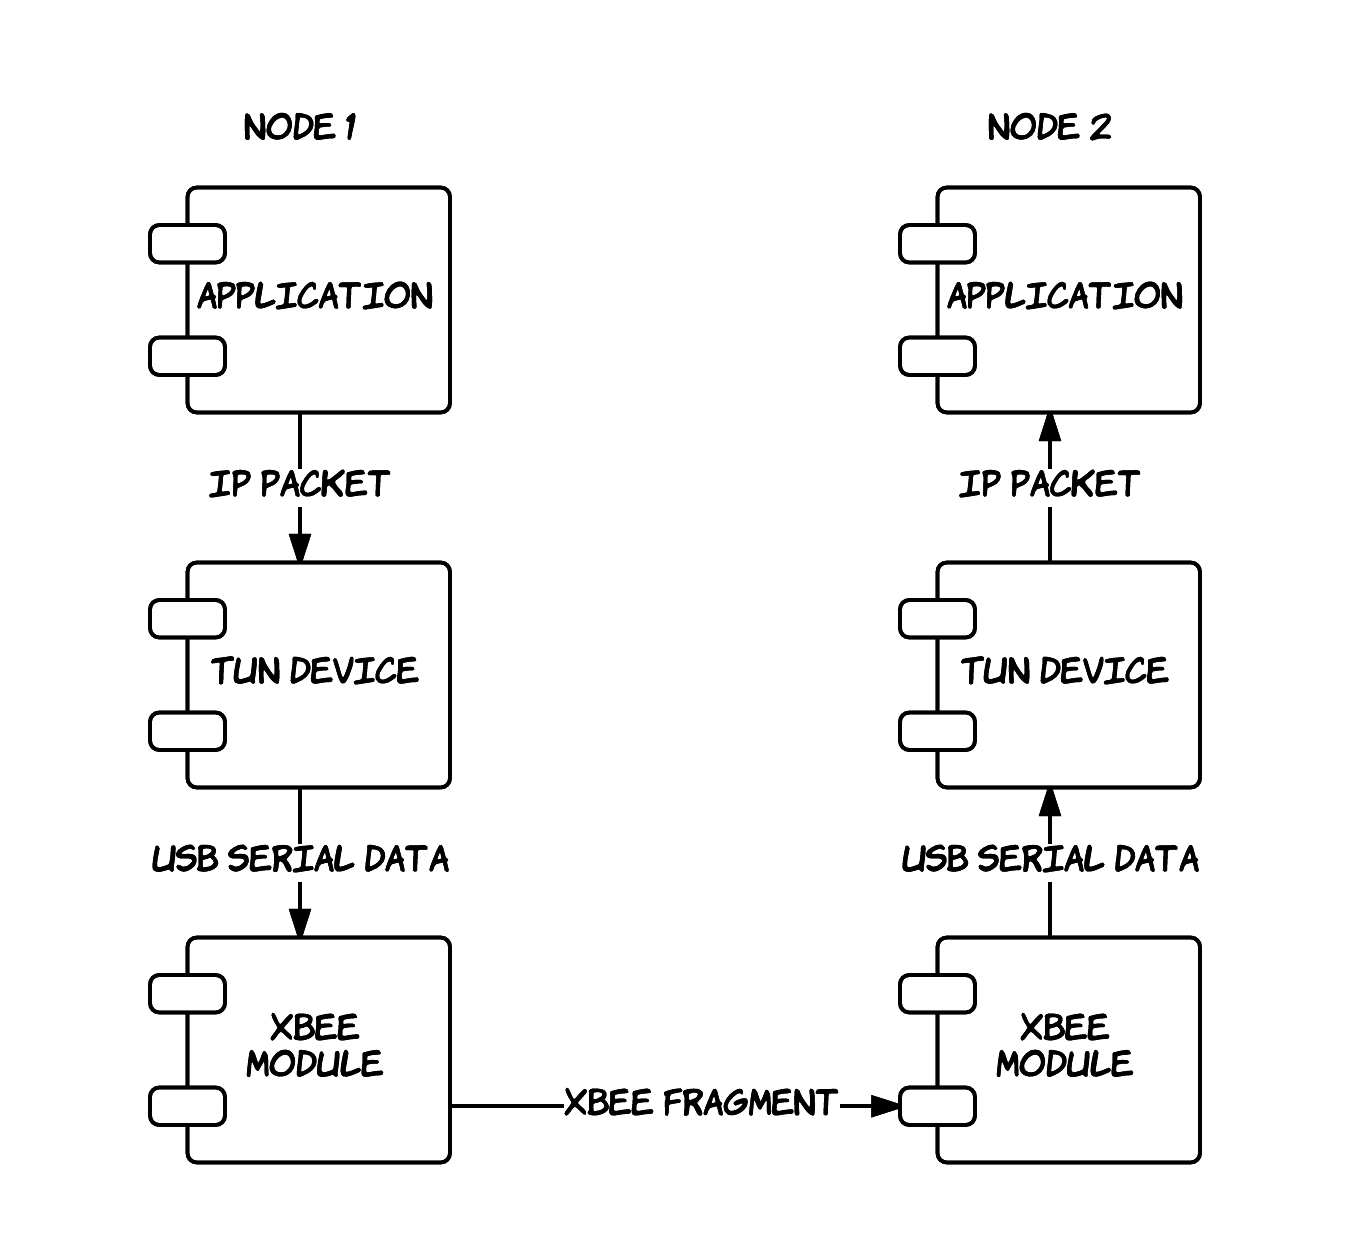 NODE 1
NODE 2
APPLICATION
APPLICATION
IP PACKET
IP PACKET
TUN DEVICE
TUN DEVICE
USB SERIAL DATA
USB SERIAL DATA
XBEE
MODULE
XBEE
MODULE
XBEE FRAGMENT